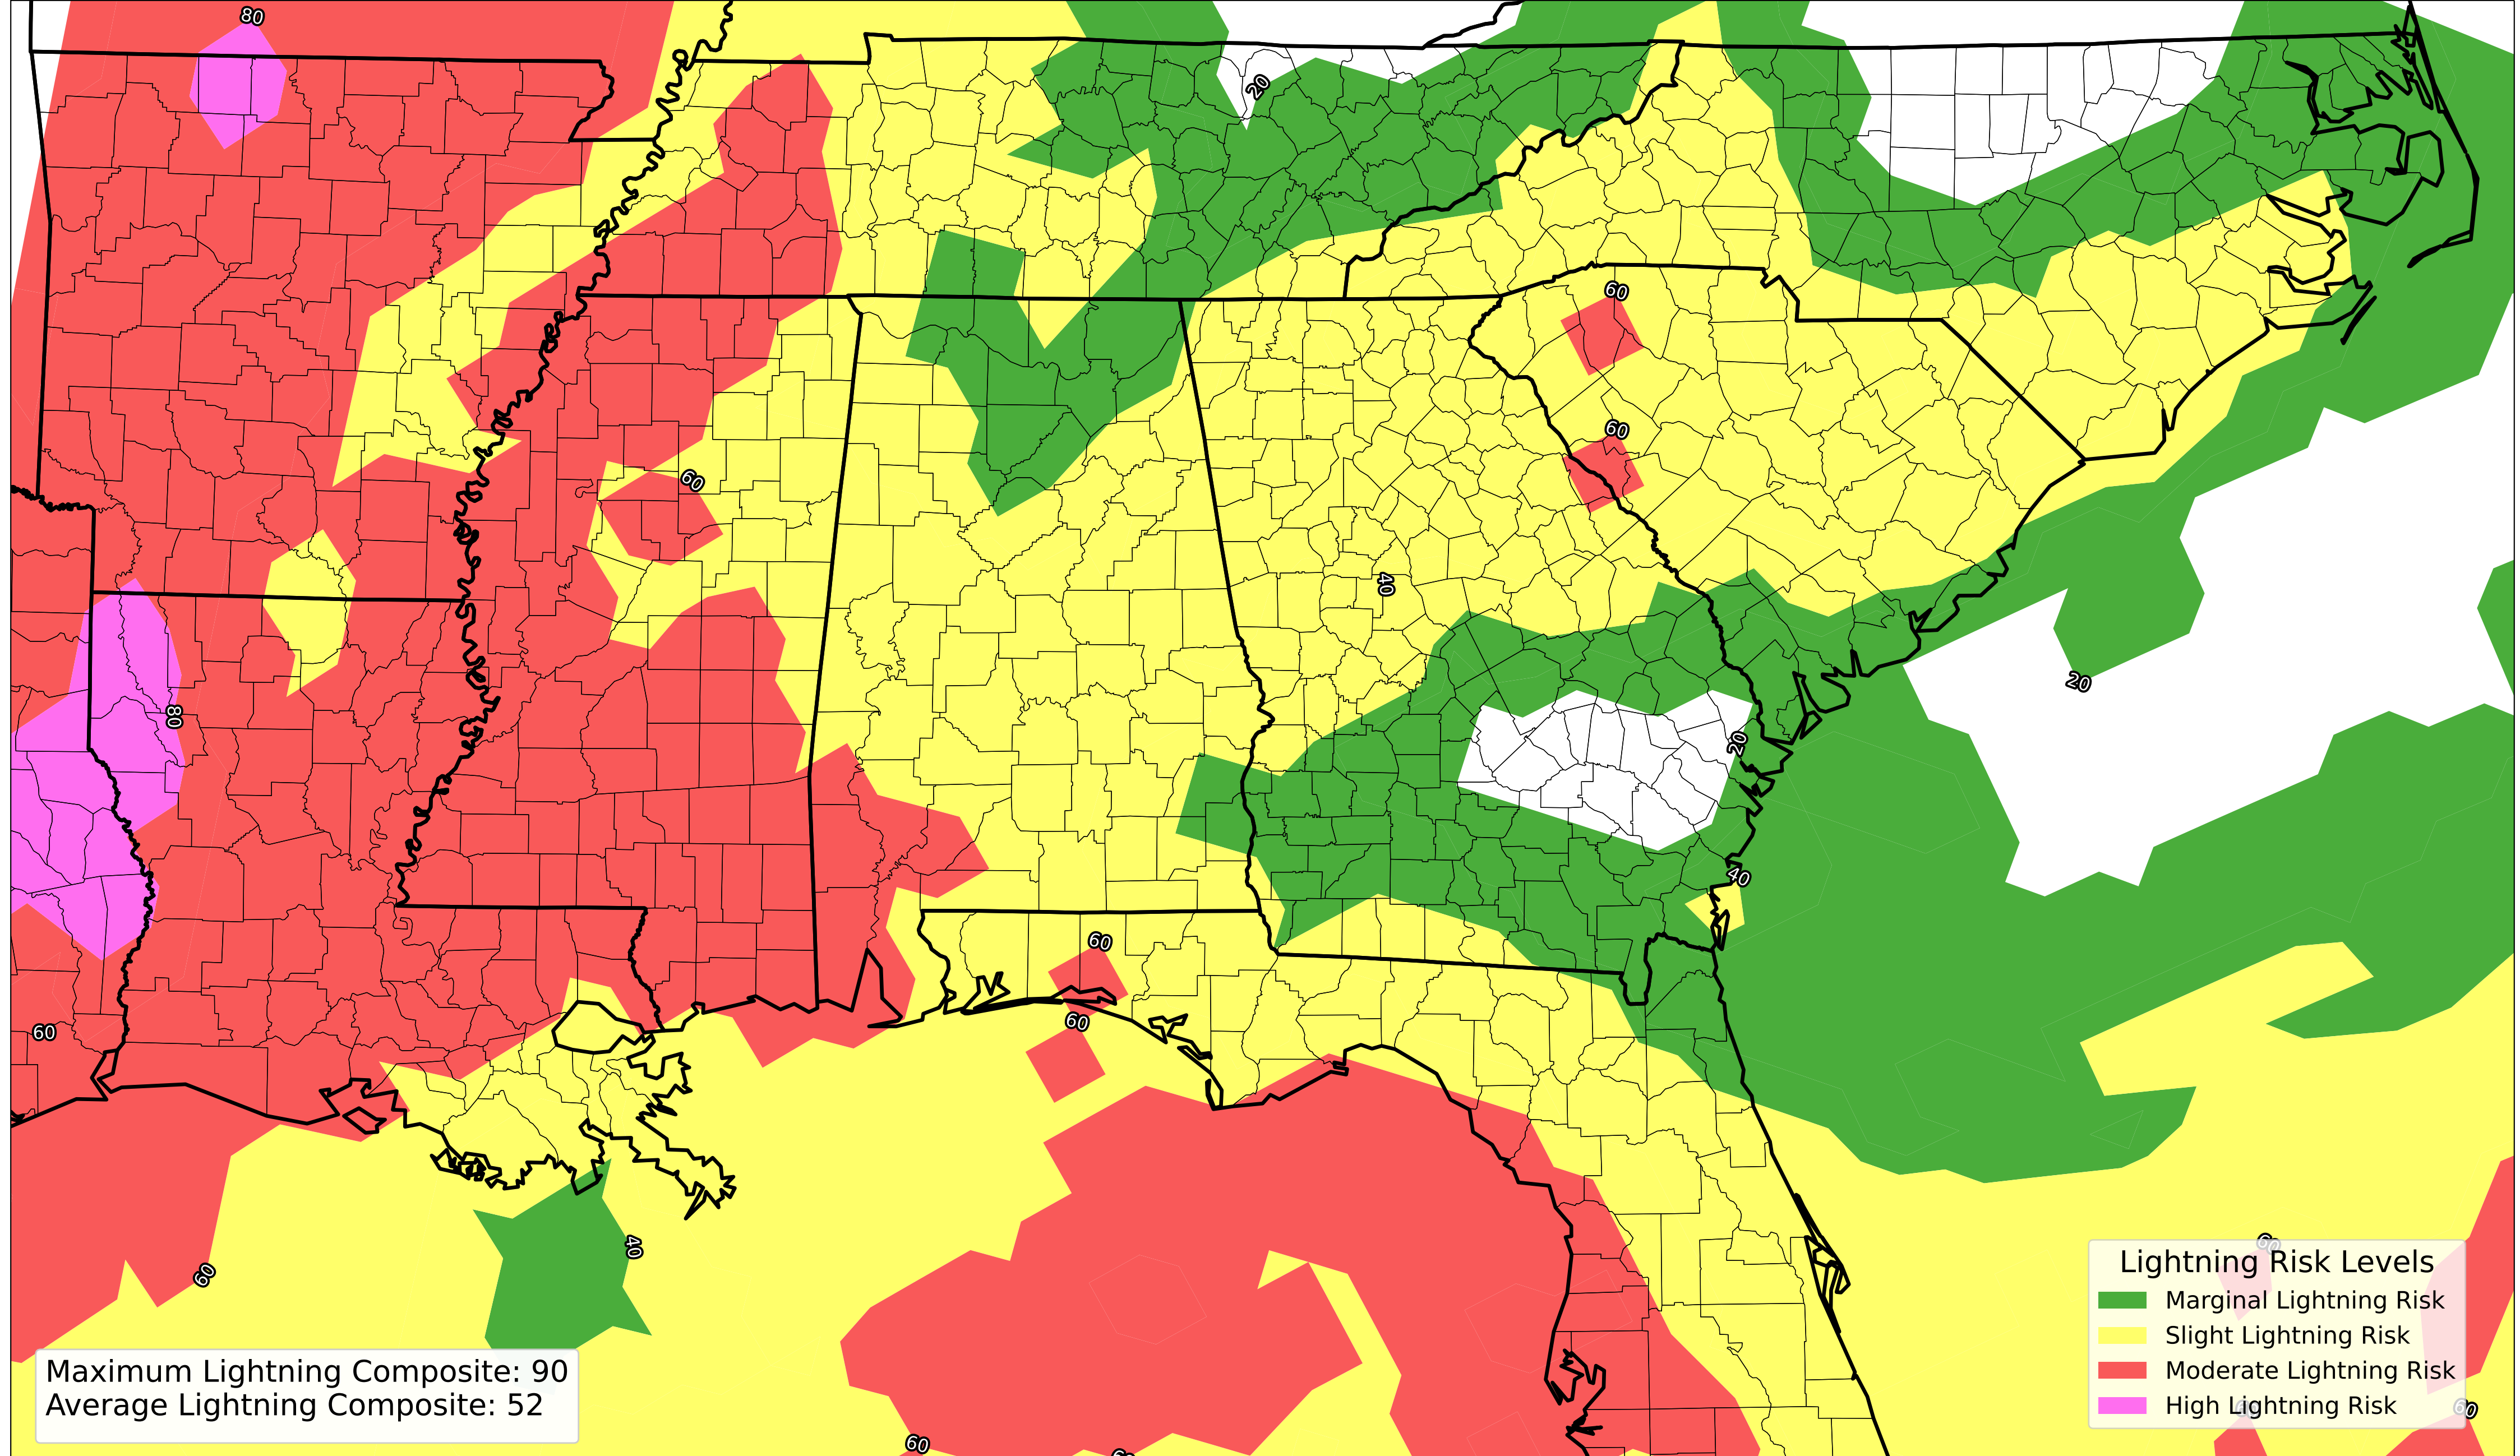 80
20
60
60
60
40
20
80
20
40
60
60
60
40
60
60
60
60
Lightning Risk Levels
Marginal Lightning Risk
Slight Lightning Risk
Moderate Lightning Risk
High Lightning Risk
Maximum Lightning Composite: 90
Average Lightning Composite: 52